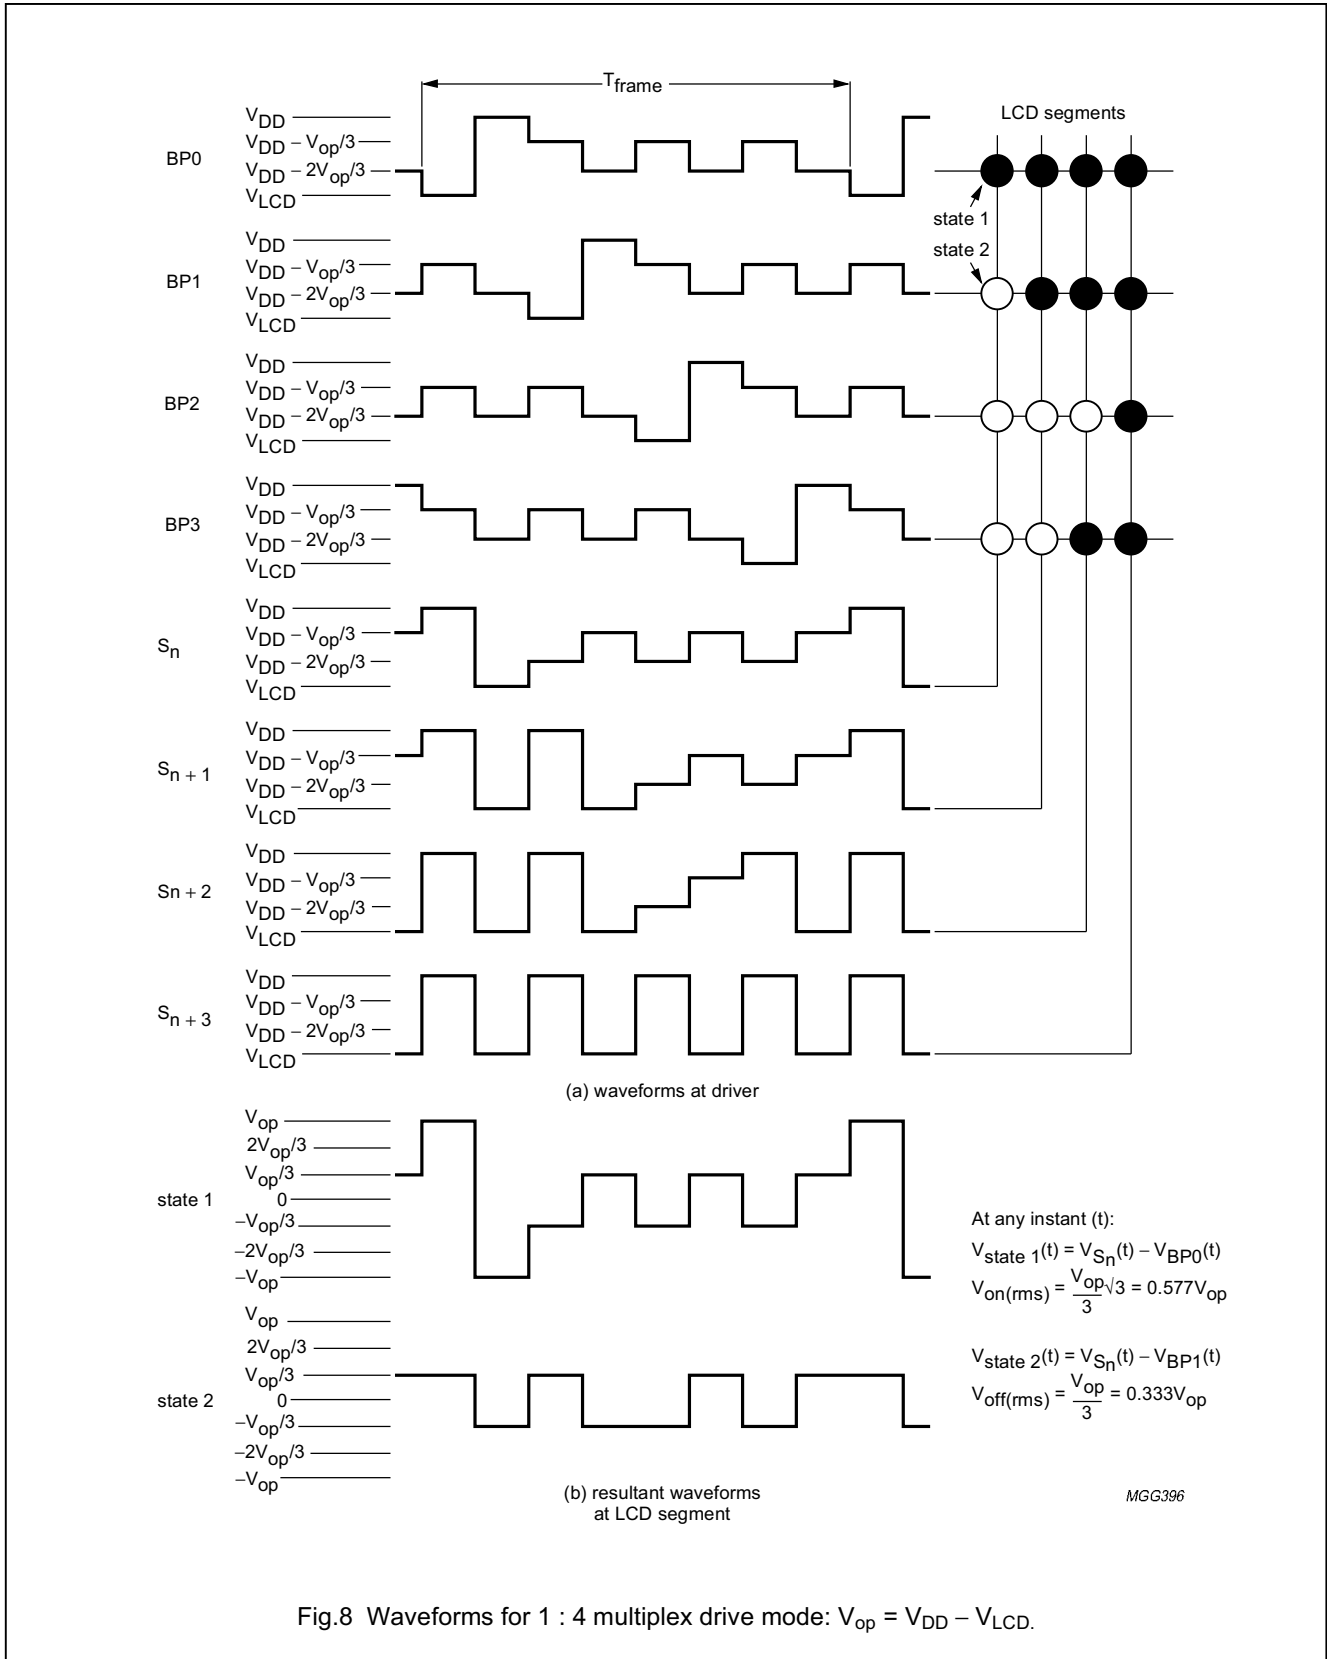 T_frame
LCD segments
BP0
V_DD
V_DD – V_op/3
V_DD – 2V_op/3
V_LCD
state 1
state 2
BP1
V_DD
V_DD – V_op/3
V_DD – 2V_op/3
V_LCD
BP2
V_DD
V_DD – V_op/3
V_DD – 2V_op/3
V_LCD
BP3
V_DD
V_DD – V_op/3
V_DD – 2V_op/3
V_LCD
S_n
V_DD
V_DD – V_op/3
V_DD – 2V_op/3
V_LCD
S_n + 1
V_DD
V_DD – V_op/3
V_DD – 2V_op/3
V_LCD
Sn + 2
V_DD
V_DD – V_op/3
V_DD – 2V_op/3
V_LCD
S_n + 3
V_DD
V_DD – V_op/3
V_DD – 2V_op/3
V_LCD
(a) waveforms at driver
state 1
V_op
2V_op/3
V_op/3
0
–V_op/3
–2V_op/3
–V_op
At any instant (t):
V_state 1(t) = V_Sn(t) – V_BP0(t)
V_on(rms) = V_op/3 √3 = 0.577V_op
state 2
V_op
2V_op/3
V_op/3
0
–V_op/3
–2V_op/3
–V_op
V_state 2(t) = V_Sn(t) – V_BP1(t)
V_off(rms) = V_op/3 = 0.333V_op
(b) resultant waveforms
at LCD segment
MGG396
Fig.8 Waveforms for 1 : 4 multiplex drive mode: V_op = V_DD – V_LCD.